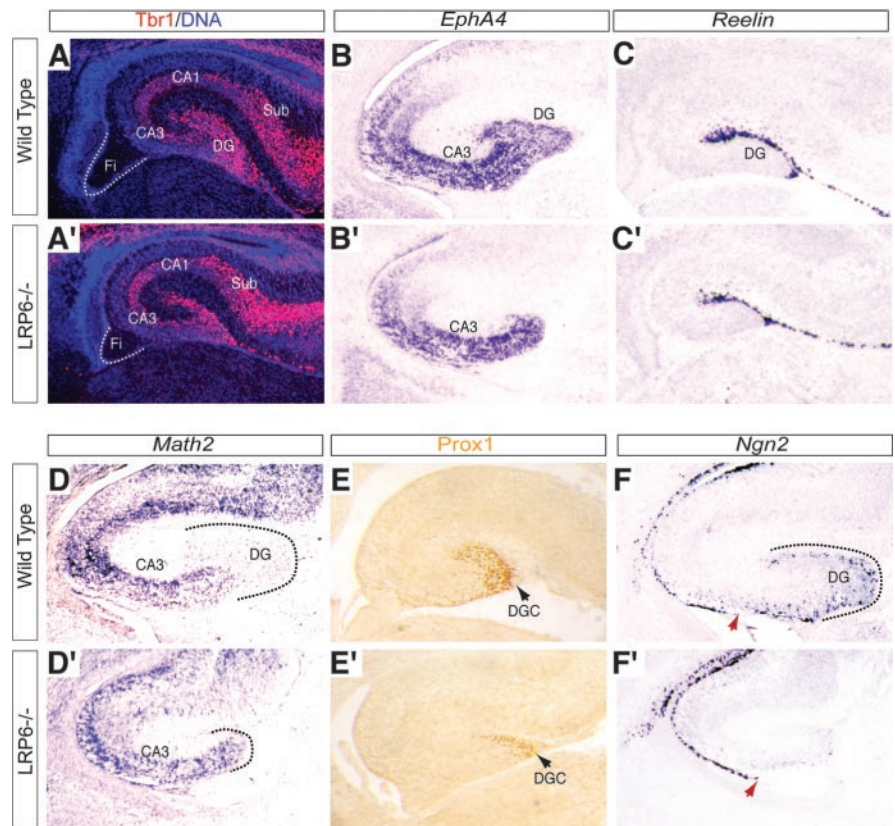 Tbr1/DNA
EphA4
Reelin
Wild Type
A
CA1
Sub
CA3
DG
Fi
B
DG
CA3
C
DG
LRP6-/-
A'
CA1
Sub
CA3
Fi
B'
CA3
C'
Math2
Prox1
Ngn2
Wild Type
D
CA3
DG
E
DGC
F
DG
LRP6-/-
D'
CA3
E'
DGC
F'